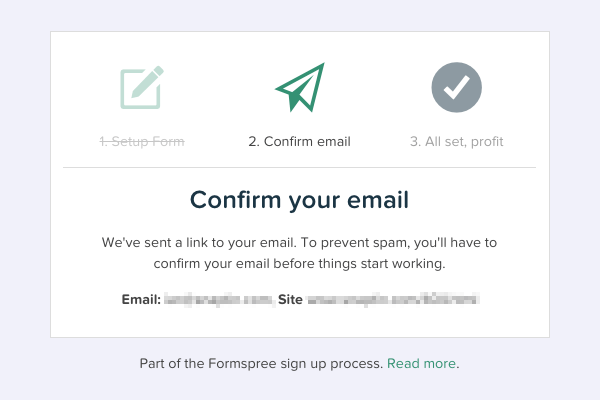 1. Setup Form
2. Confirm email
3. All set, profit
Confirm your email
We've sent a link to your email. To prevent spam, you'll have to
confirm your email before things start working.
Email: Site
Part of the Formspree sign up process. Read more.